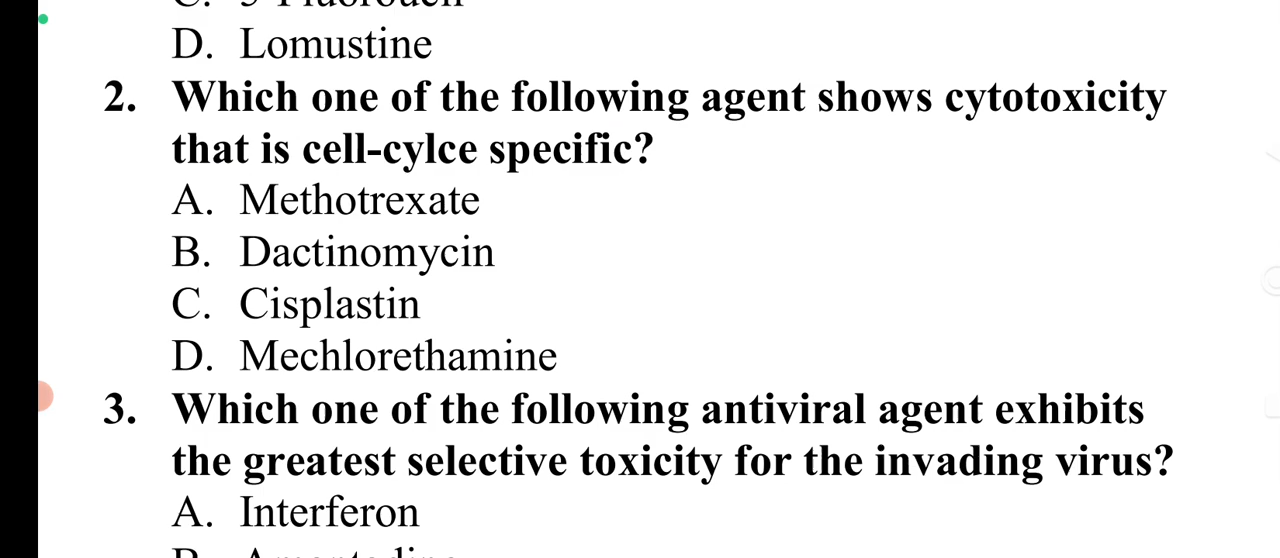 D. Lomustine
2. Which one of the following agent shows cytotoxicity
that is cell-cylce specific?
A. Methotrexate
B. Dactinomycin
C. Cisplastin
D. Mechlorethamine
3. Which one of the following antiviral agent exhibits
the greatest selective toxicity for the invading virus?
A. Interferon